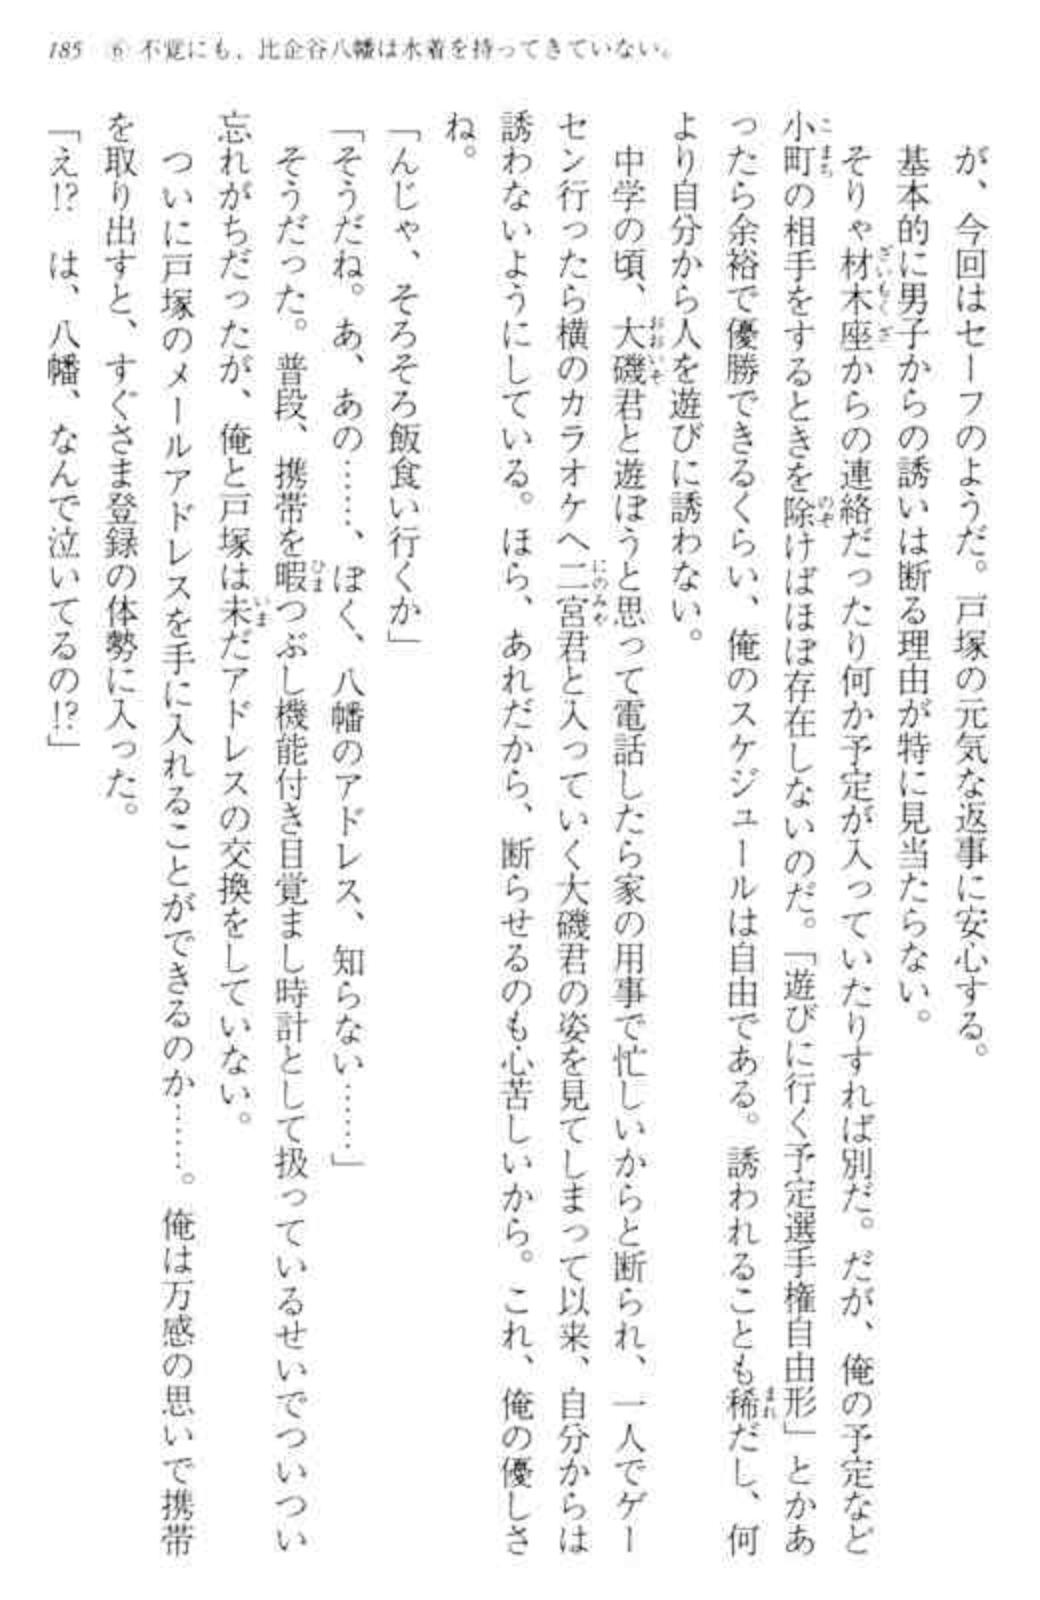 185　⑥ 不覚にも、比企谷八幡は水着を持ってきていない。
が、今回はセーフのようだ。戸塚の元気な返事に安心する。
基本的に男子からの誘いは断る理由が特に見当たらない。
そりゃ材木座からの連絡だったり何か予定が入っていたりすれば別だ。だが、俺の予定など
小町の相手をするときを除けばほぼ存在しないのだ。「遊びに行く予定選手権自由形」とかあ
ったら余裕で優勝できるくらい、俺のスケジュールは自由である。誘われることも稀だし、何
より自分から人を遊びに誘わない。
中学の頃、大磯君と遊ぼうと思って電話したら家の用事で忙しいからと断られ、一人でゲー
セン行ったら横のカラオケへ二宮君と入っていく大磯君の姿を見てしまって以来、自分からは
誘わないようにしている。ほら、あれだから、断らせるのも心苦しいから。これ、俺の優しさ
ね。
「んじゃ、そろそろ飯食い行くか」
「そうだね。あ、あの……、ぼく、八幡のアドレス、知らない……」
そうだった。普段、携帯を暇つぶし機能付き目覚まし時計として扱っているせいでついつい
忘れがちだったが、俺と戸塚は未だアドレスの交換をしていない。
ついに戸塚のメールアドレスを手に入れることができるのか……。俺は万感の思いで携帯
を取り出すと、すぐさま登録の体勢に入った。
「え!?　は、八幡、なんで泣いてるの!?」